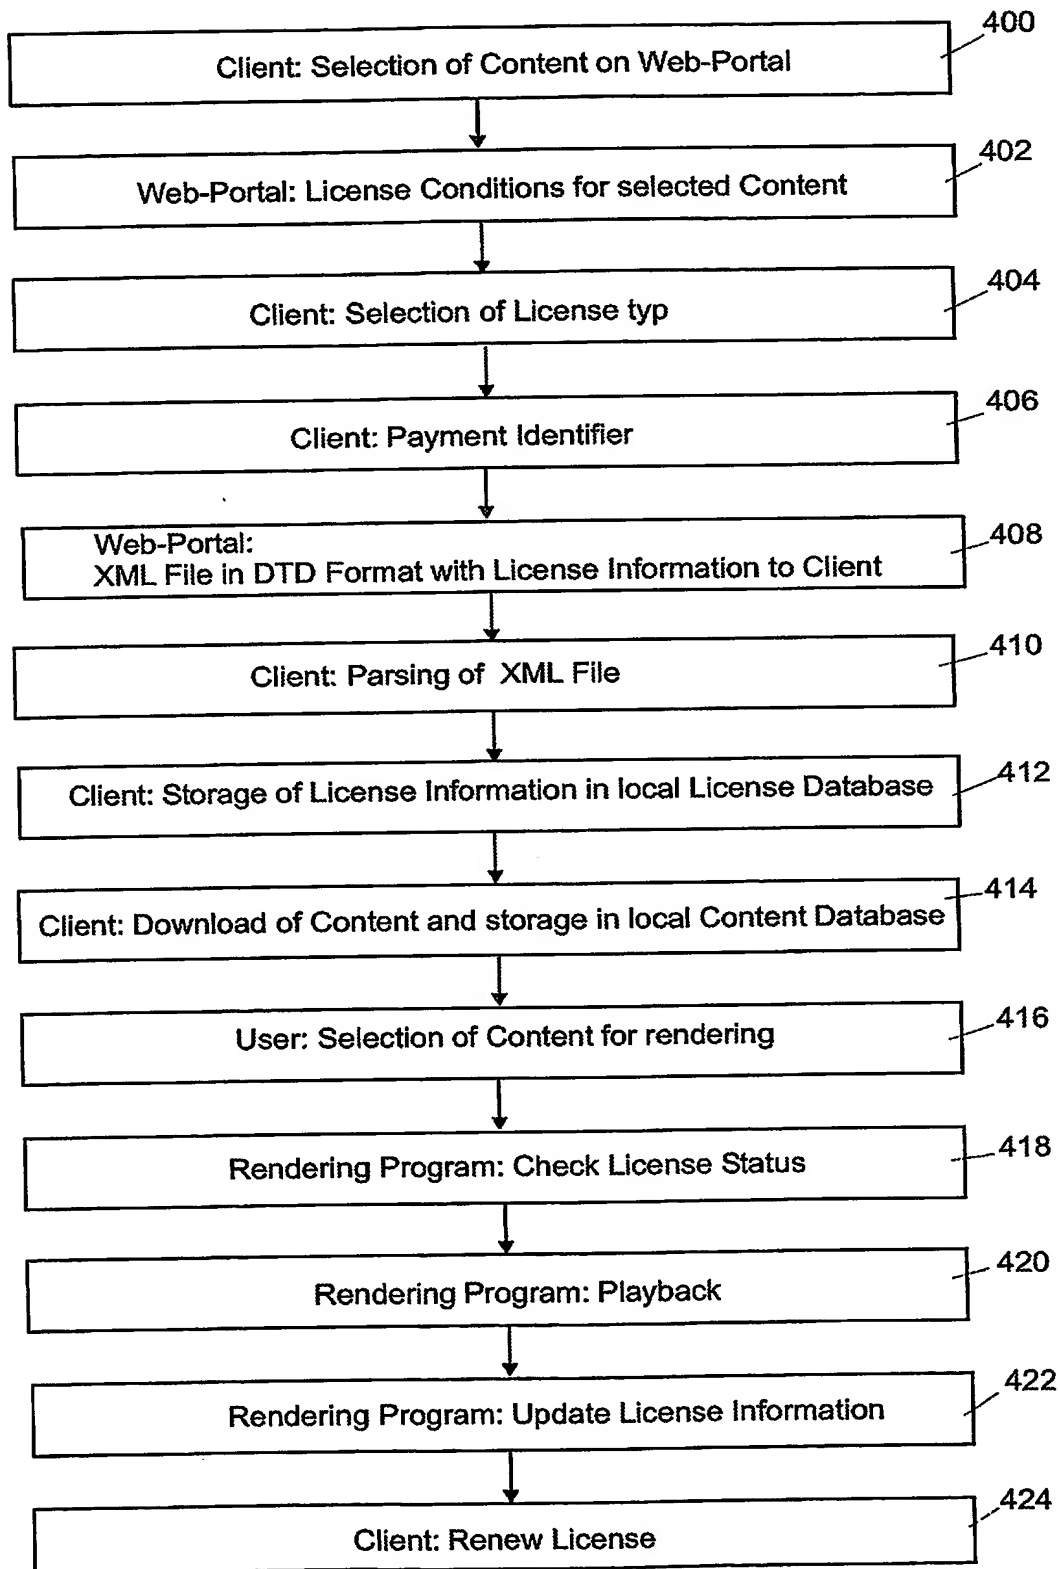 400
Client: Selection of Content on Web-Portal
402
Web-Portal: License Conditions for selected Content
404
Client: Selection of License typ
406
Client: Payment Identifier
408
Web-Portal:
XML File in DTD Format with License Information to Client
410
Client: Parsing of XML File
412
Client: Storage of License Information in local License Database
414
Client: Download of Content and storage in local Content Database
416
User: Selection of Content for rendering
418
Rendering Program: Check License Status
420
Rendering Program: Playback
422
Rendering Program: Update License Information
424
Client: Renew License